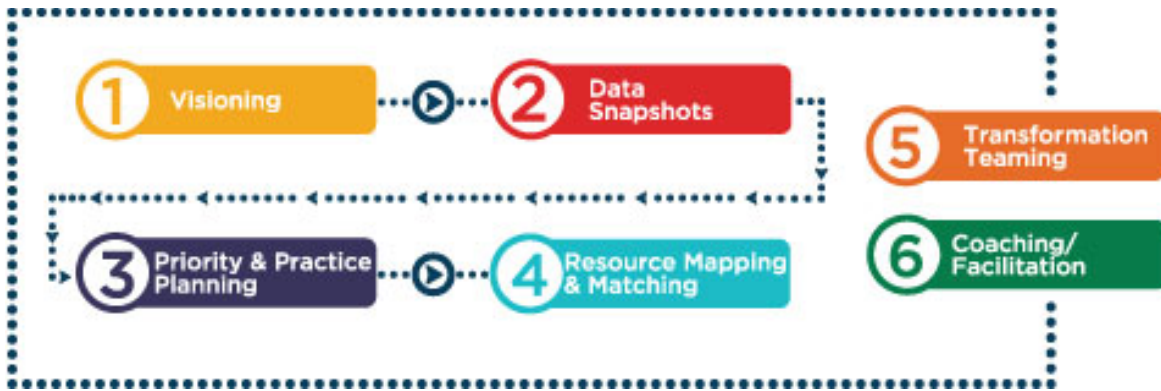 1
Visioning
2
Data
Snapshots
3
Priority & Practice
Planning
4
Resource Mapping
& Matching
5
Transformation
Teaming
6
Coaching/
Facilitation